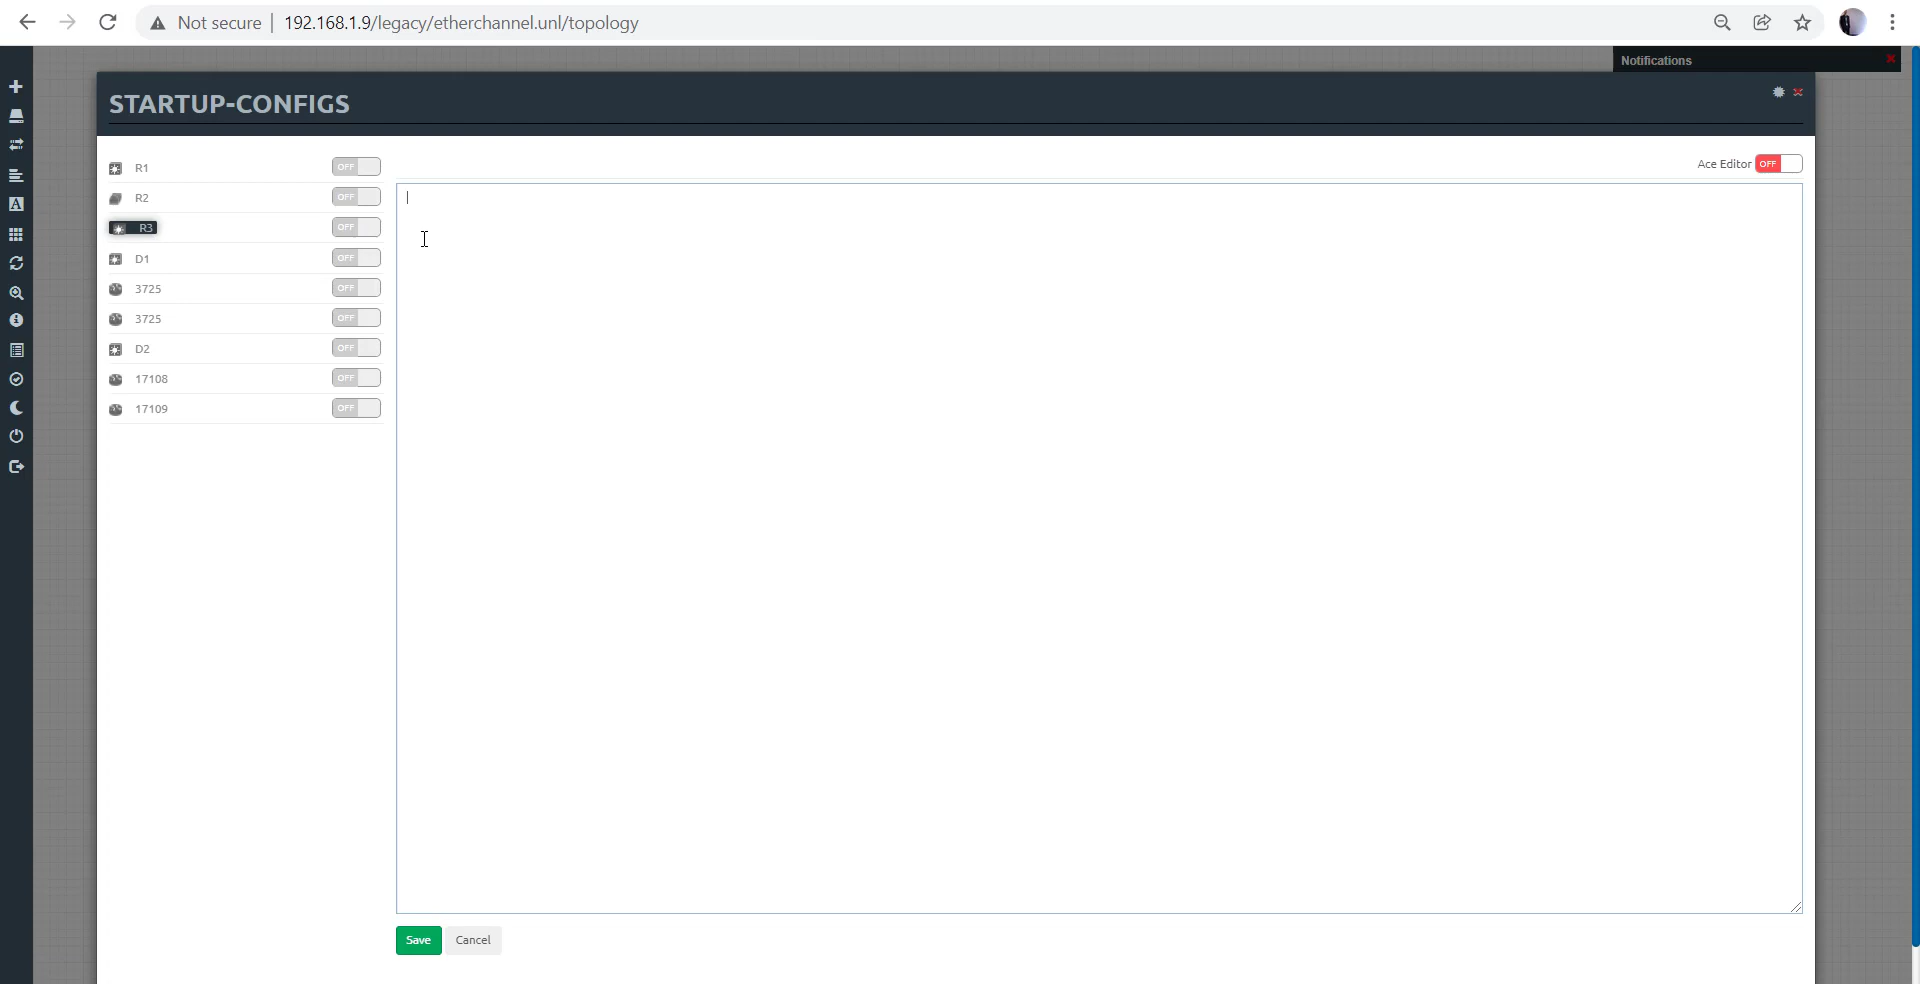 Not secure | 192.168.1.9/legacy/etherchannel.unl/topology
Notifications
STARTUP-CONFIGS
R1 OFF
Ace Editor OFF
R2 OFF
R3 OFF
D1 OFF
3725 OFF
3725 OFF
D2 OFF
17108 OFF
17109 OFF
Save Cancel